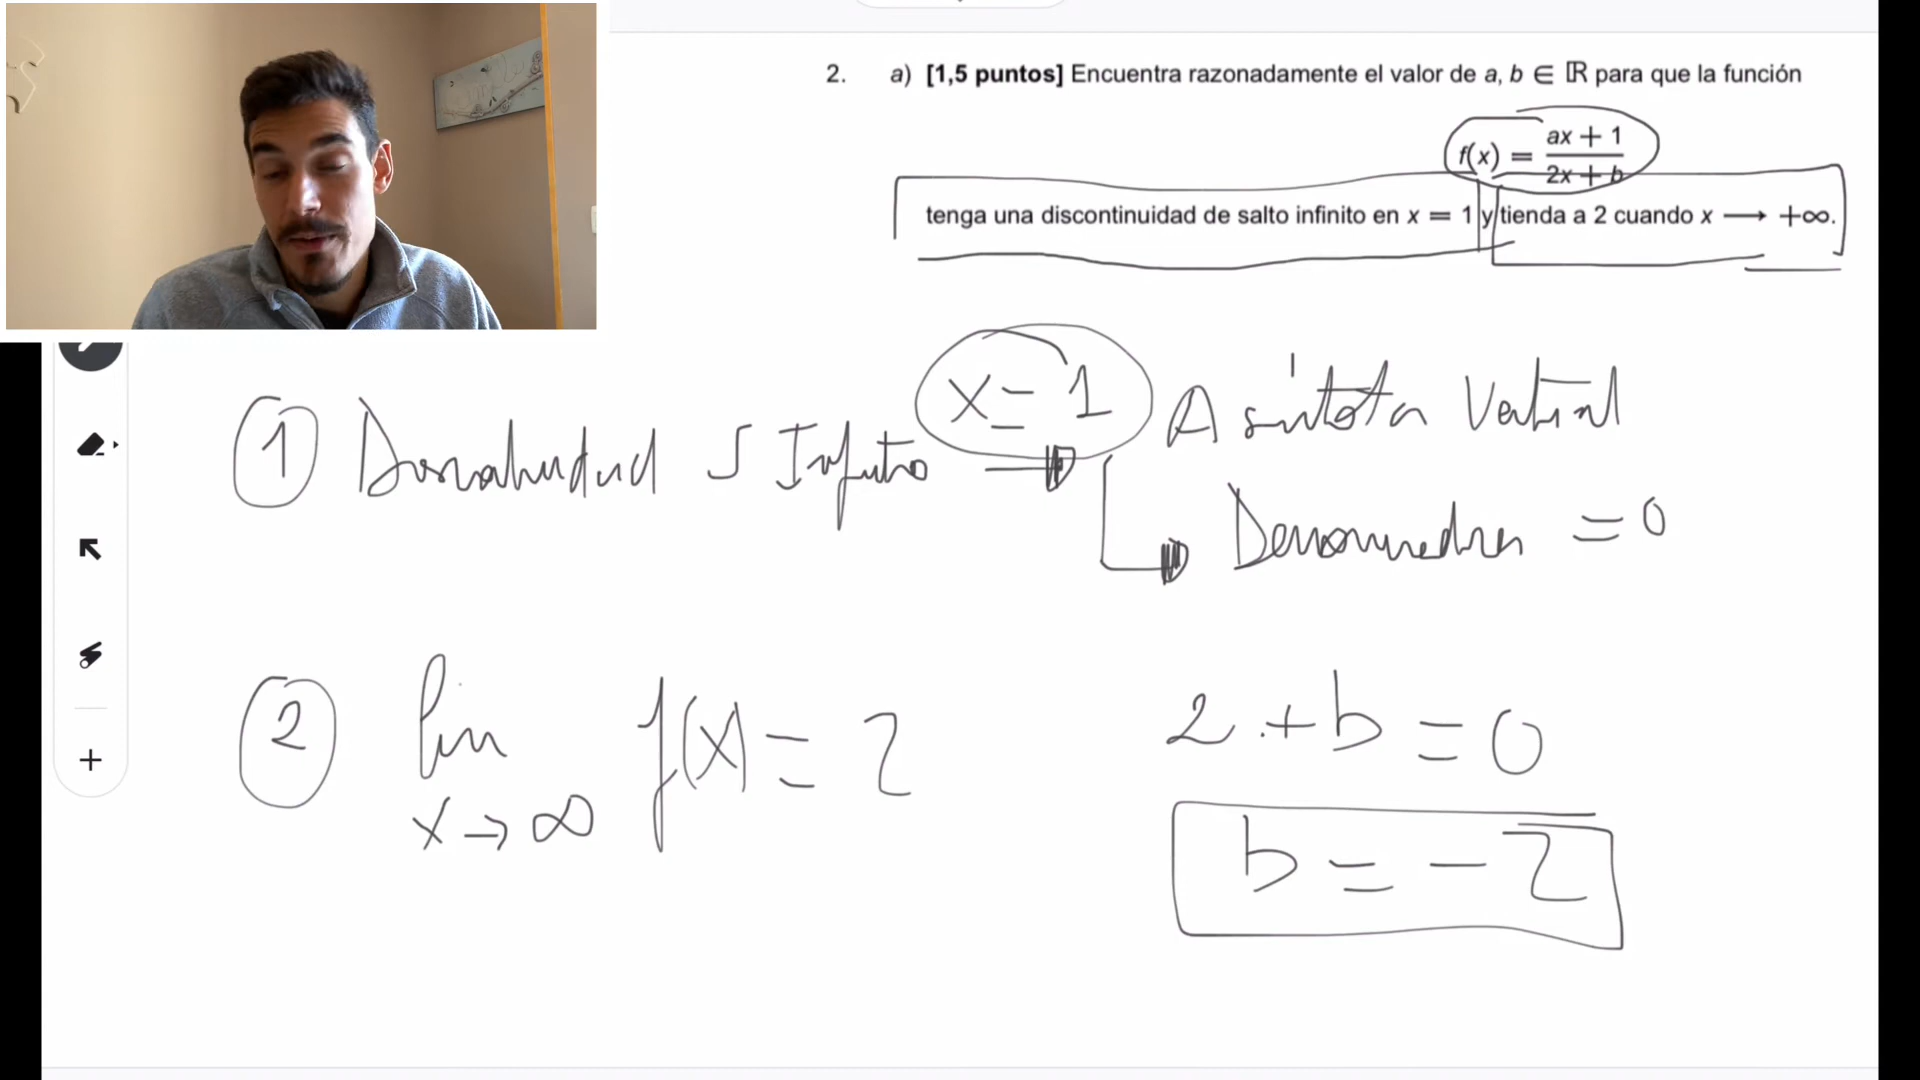 2. a) [1,5 puntos] Encuentra razonadamente el valor de a, b ∈ ℝ para que la función
f(x) = ax + 1 / 2x + b
tenga una discontinuidad de salto infinito en x = 1 y tienda a 2 cuando x ⟶ +∞.
1 Infinito x = 1 Asíntota Vertical
Denominador = 0
2 lim f(x) = 2
x → ∞
2 + b = 0
b = -2